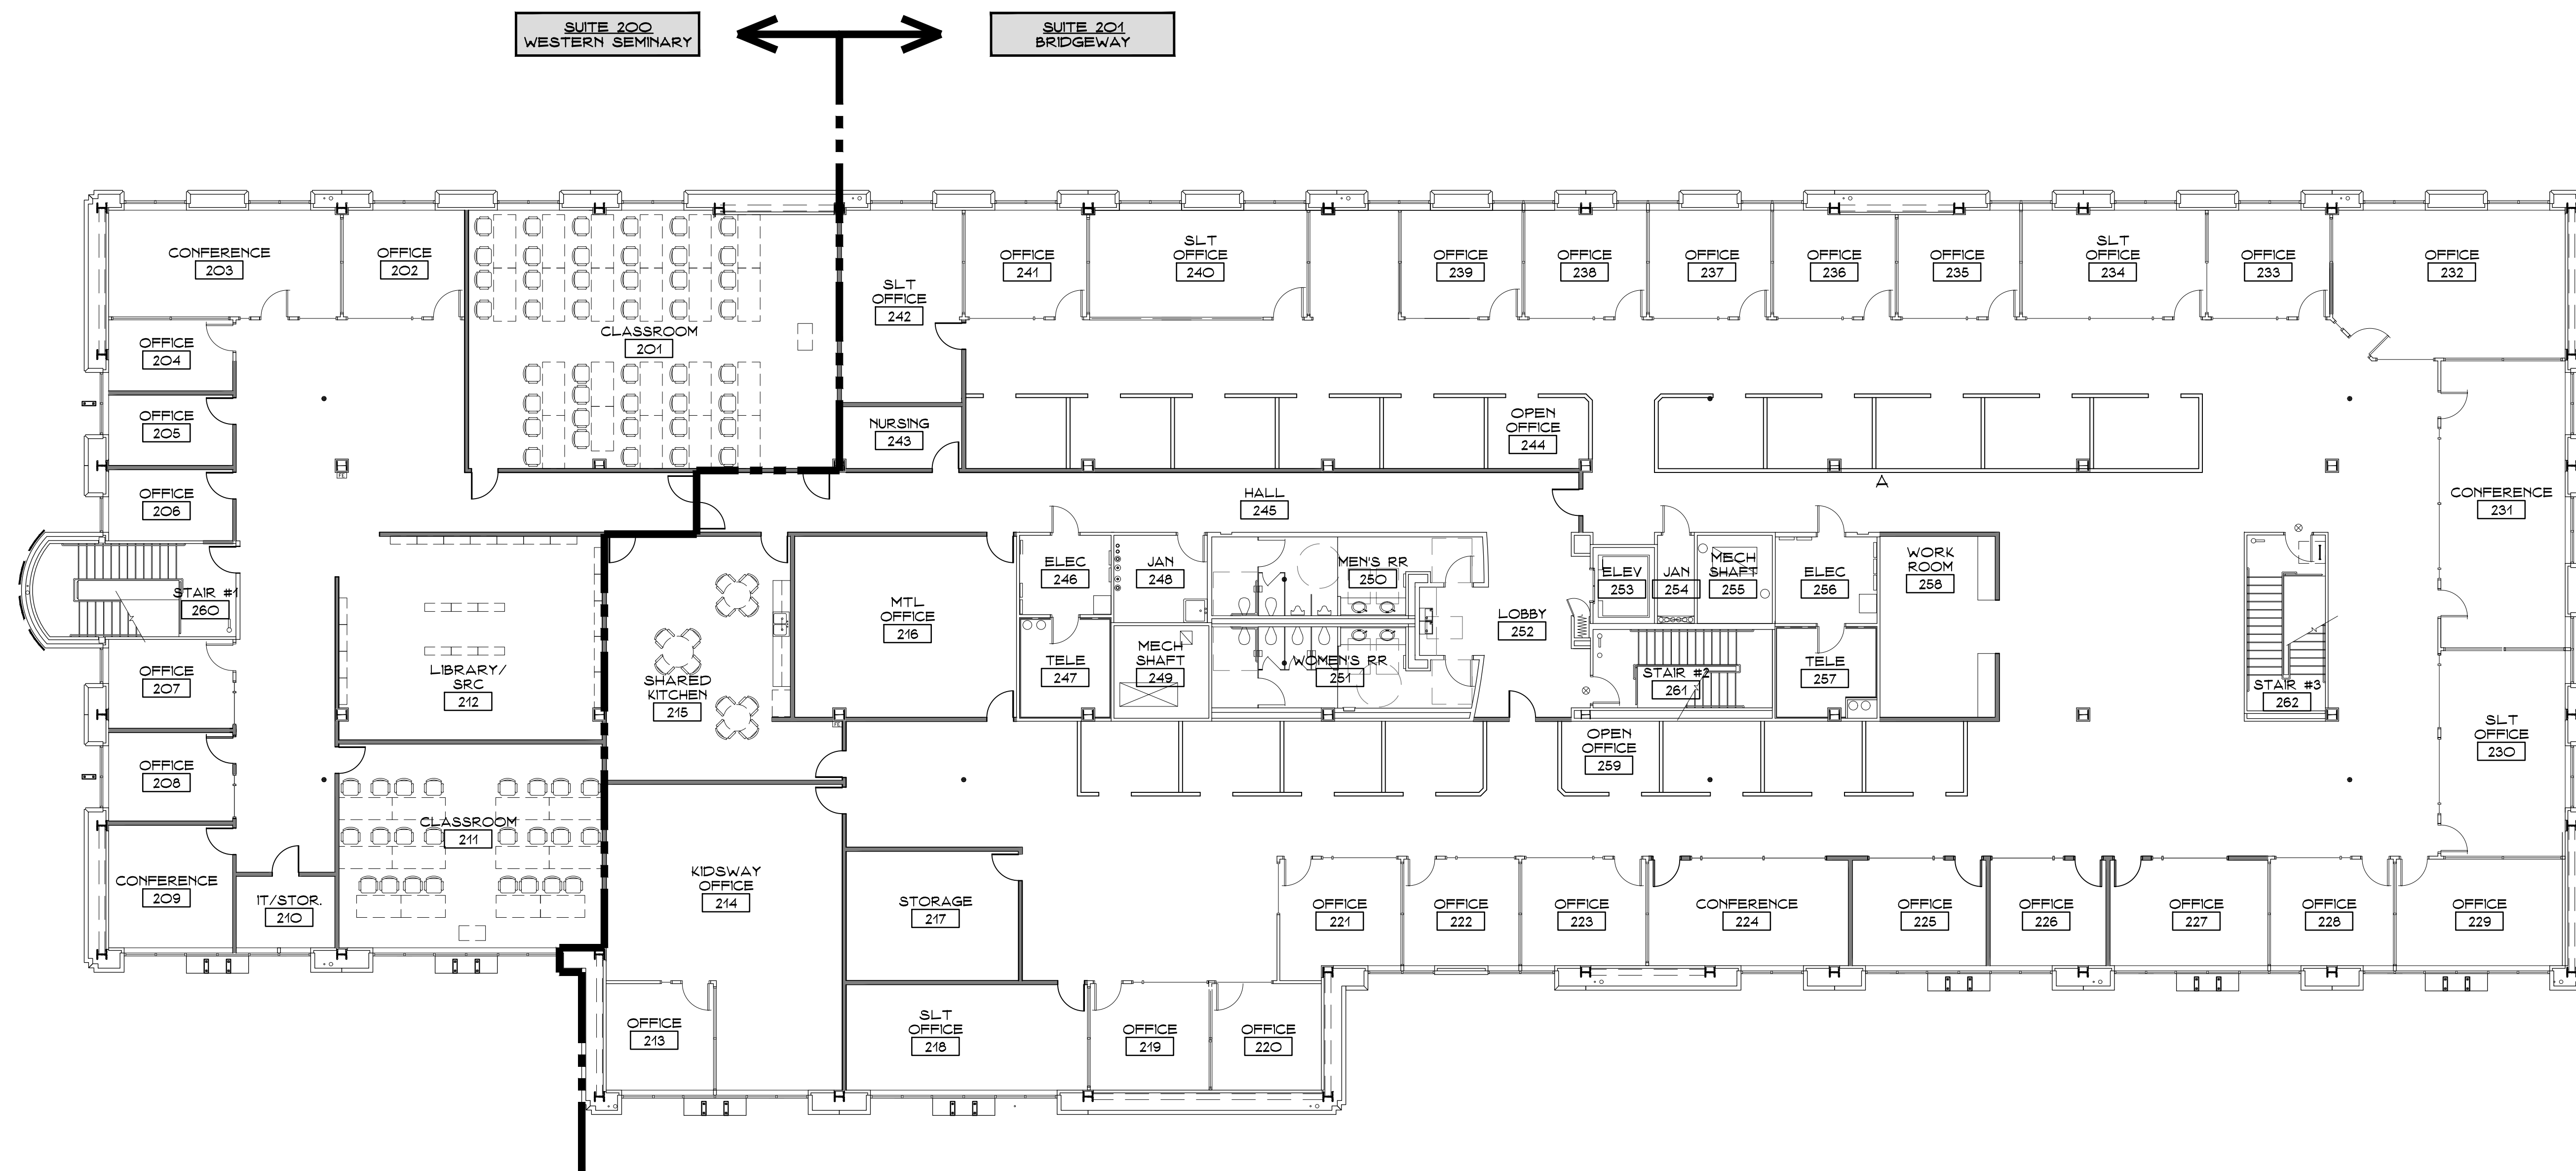 SUITE 200
WESTERN SEMINARY
SUITE 201
BRIDGEWAY
CONFERENCE
203
OFFICE
202
CLASSROOM
201
SLT
OFFICE
242
OFFICE
241
SLT
OFFICE
240
OFFICE
239
OFFICE
238
OFFICE
237
OFFICE
236
OFFICE
235
SLT
OFFICE
234
OFFICE
233
OFFICE
232
OFFICE
204
OFFICE
205
OFFICE
206
NURSING
243
OPEN
OFFICE
244
A
HALL
245
CONFERENCE
231
STAIR #1
260
LIBRARY/
SRC
212
SHARED
KITCHEN
215
MTL
OFFICE
216
ELEC
246
TELE
247
JAN
248
MECH
SHAFT
249
MEN'S RR
250
WOMEN'S RR
251
LOBBY
252
ELEV
253
JAN
254
MECH
SHAFT
255
ELEC
256
WORK
ROOM
258
STAIR #2
261
TELE
257
STAIR #3
262
SLT
OFFICE
230
OFFICE
207
OFFICE
208
CONFERENCE
209
IT/STOR.
210
CLASSROOM
211
OPEN
OFFICE
259
KIDSWAY
OFFICE
214
STORAGE
217
OFFICE
221
OFFICE
222
OFFICE
223
CONFERENCE
224
OFFICE
225
OFFICE
226
OFFICE
227
OFFICE
228
OFFICE
229
OFFICE
213
SLT
OFFICE
218
OFFICE
219
OFFICE
220